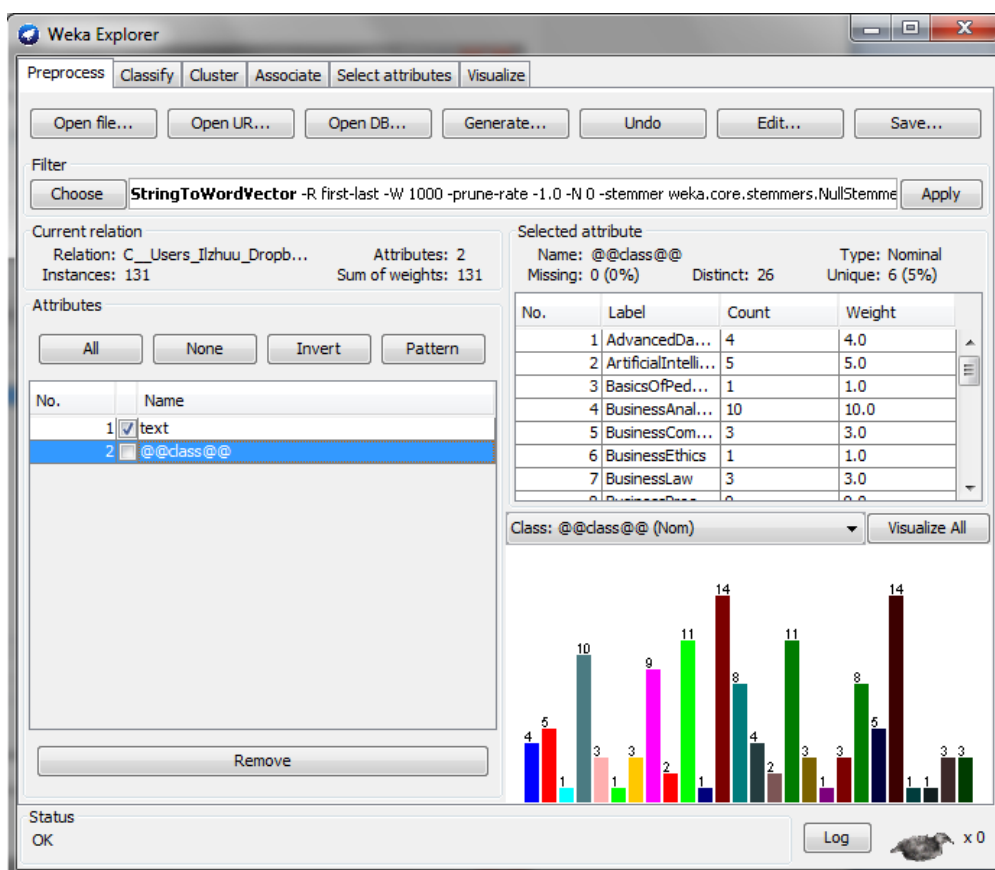 Weka Explorer
Preprocess Classify Cluster Associate Select attributes Visualize
Open file... Open UR... Open DB... Generate... Undo Edit... Save...
Filter
Choose StringToWordVector -R first-last -W 1000 -prune-rate -1.0 -N 0 -stemmer weka.core.stemmers.NullStemme Apply
Current relation
Relation: C__Users_Ilzhuu_Dropb... Attributes: 2
Instances: 131 Sum of weights: 131
Selected attribute
Name: @@class@@ Type: Nominal
Missing: 0 (0%) Distinct: 26 Unique: 6 (5%)
Attributes
All None Invert Pattern
No. Name
1 text
2 @@class@@
Remove
No. Label Count Weight
1 AdvancedDa... 4 4.0
2 ArtificialIntelli... 5 5.0
3 BasicsOfPed... 1 1.0
4 BusinessAnal... 10 10.0
5 BusinessCom... 3 3.0
6 BusinessEthics 1 1.0
7 BusinessLaw 3 3.0
Class: @@class@@ (Nom) Visualize All
4 5 1 10 3 1 3 9 2 11 1 14 8 4 2 11 3 1 3 8 5 14 1 1 3 3
Status
OK
Log x 0